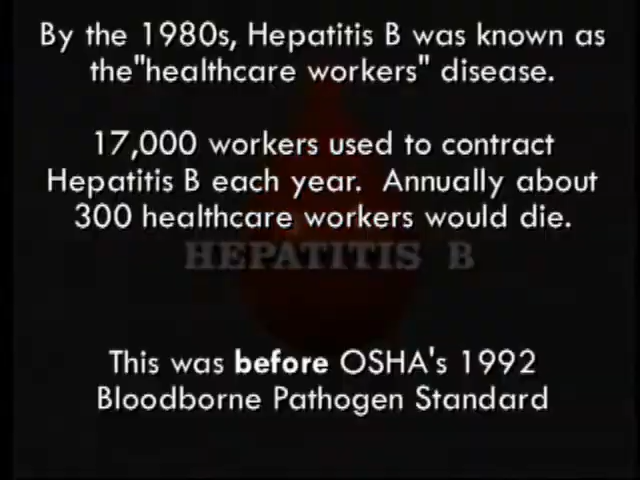 By the 1980s, Hepatitis B was known as
the"healthcare workers" disease.
17,000 workers used to contract
Hepatitis B each year.  Annually about
300 healthcare workers would die.
HEPATITIS B
This was before OSHA's 1992
Bloodborne Pathogen Standard